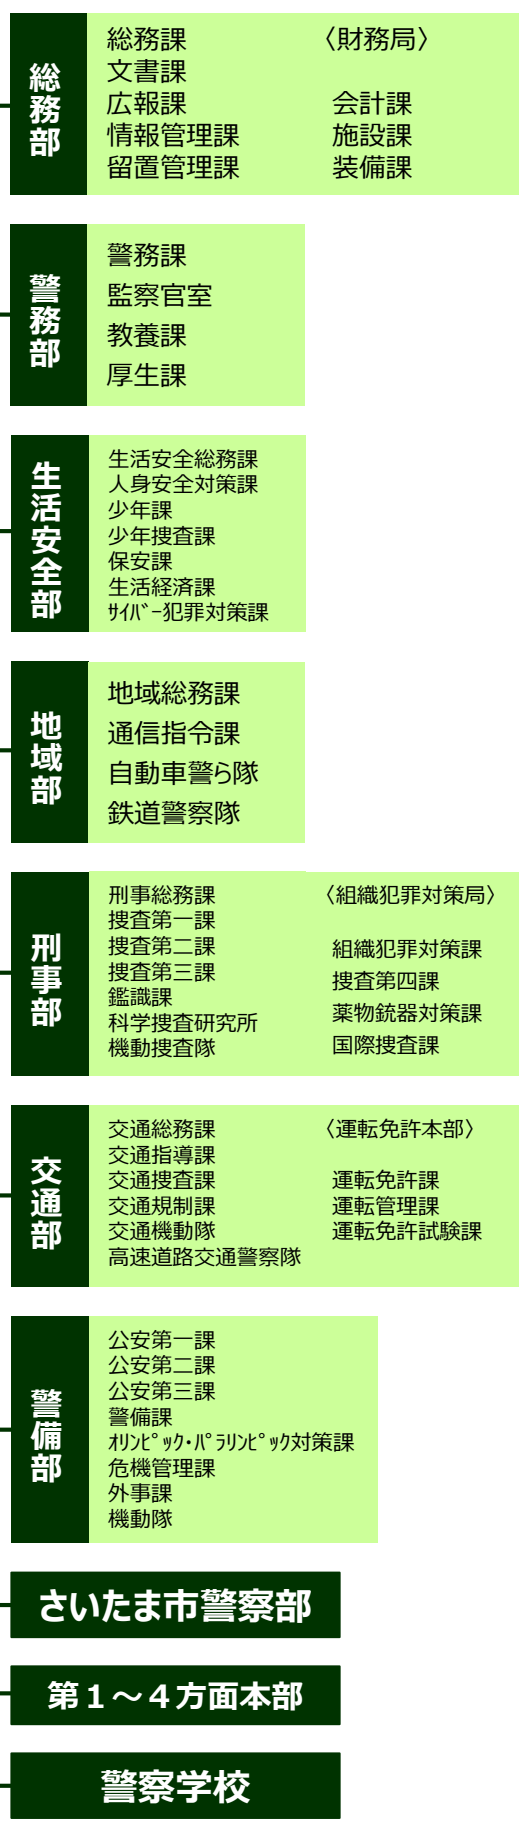 総務部
総務課
文書課
広報課
情報管理課
留置管理課
〈財務局〉
会計課
施設課
装備課
警務部
警務課
監察官室
教養課
厚生課
生活安全部
生活安全総務課
人身安全対策課
少年課
少年捜査課
保安課
生活経済課
ｻｲﾊﾞｰ犯罪対策課
地域部
地域総務課
通信指令課
自動車警ら隊
鉄道警察隊
刑事部
刑事総務課
捜査第一課
捜査第二課
捜査第三課
鑑識課
科学捜査研究所
機動捜査隊
〈組織犯罪対策局〉
組織犯罪対策課
捜査第四課
薬物銃器対策課
国際捜査課
交通部
交通総務課
交通指導課
交通捜査課
交通規制課
交通機動隊
高速道路交通警察隊
〈運転免許本部〉
運転免許課
運転管理課
運転免許試験課
警備部
公安第一課
公安第二課
公安第三課
警備課
ｵﾘﾝﾋﾟｯｸ・ﾊﾟﾗﾘﾝﾋﾟｯｸ対策課
危機管理課
外事課
機動隊
さいたま市警察部
第１～４方面本部
警察学校